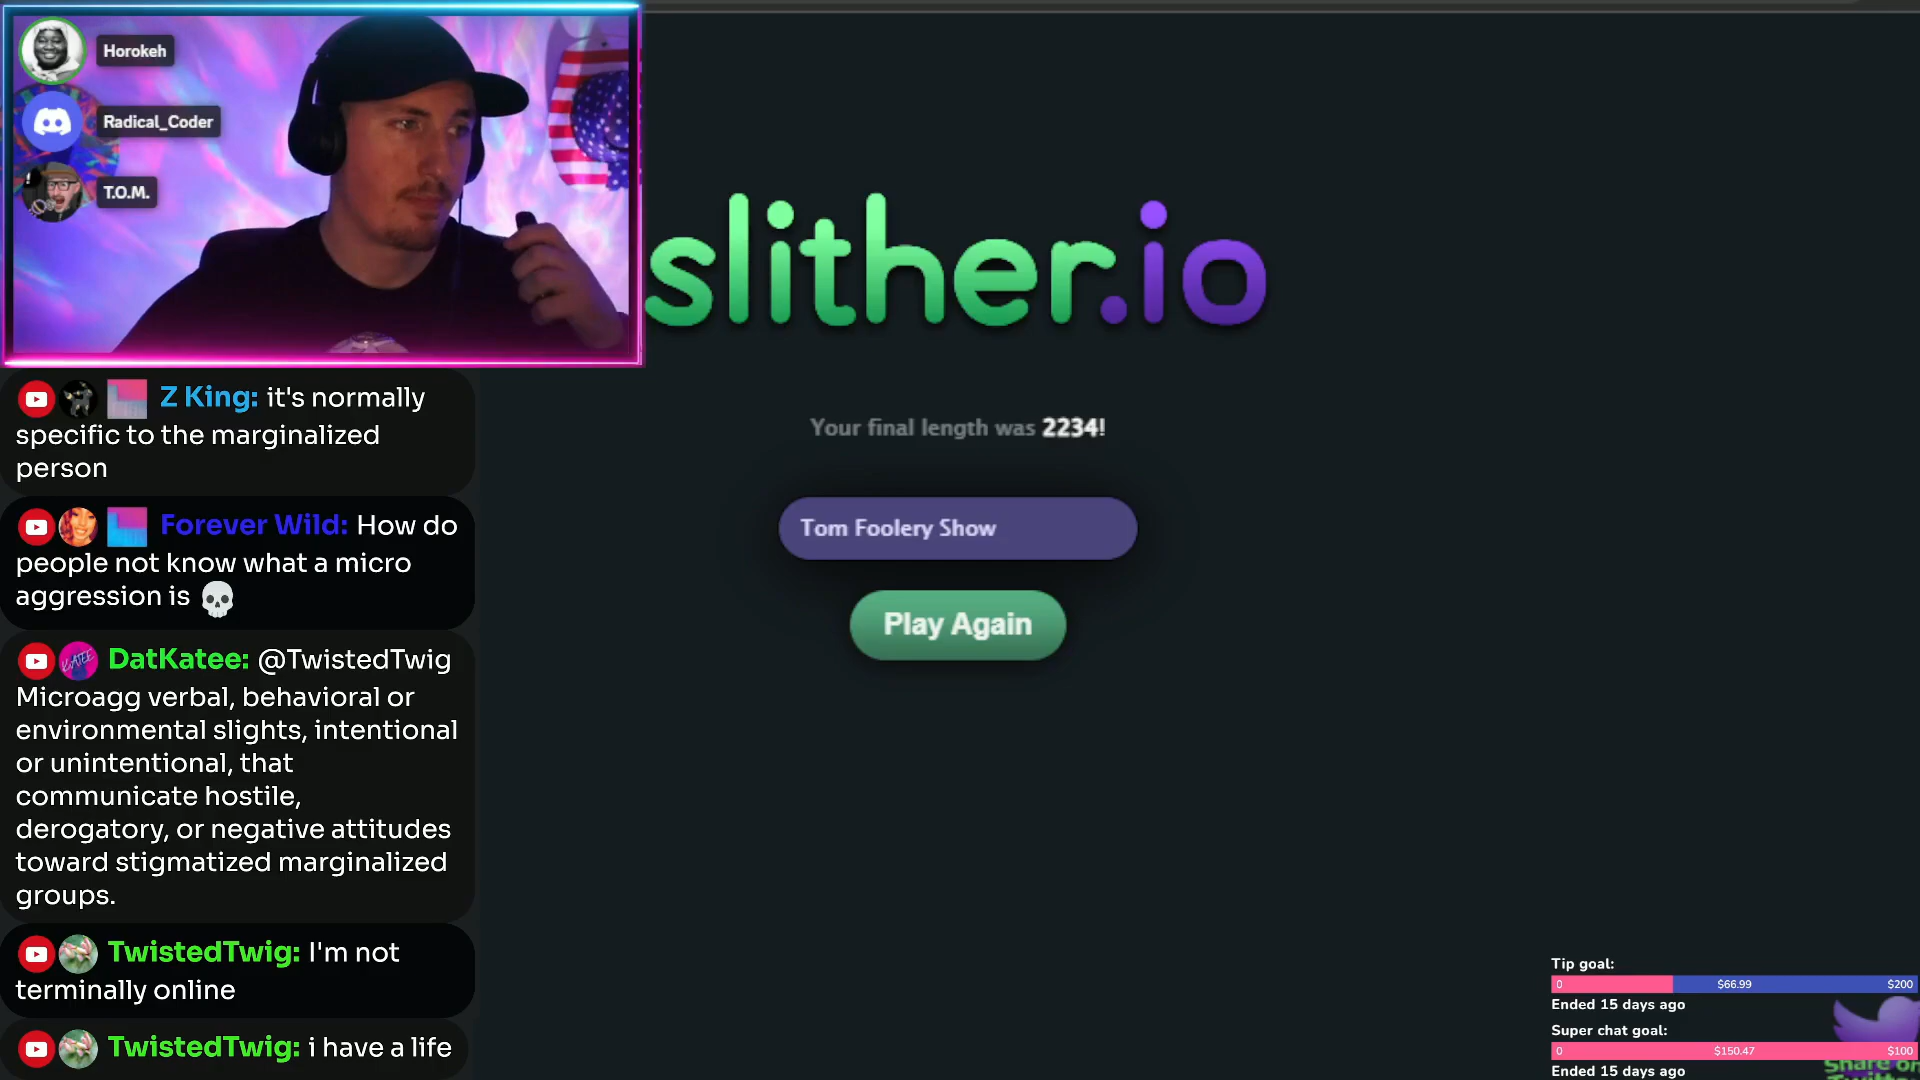 Horokeh
Radical_Coder
T.O.M.
slither.io
Your final length was 2234!
Tom Foolery Show
Play Again
Z King: it's normally
specific to the marginalized
person
Forever Wild: How do
people not know what a micro
aggression is
DatKatee: @TwistedTwig
Microagg verbal, behavioral or
environmental slights, intentional
or unintentional, that
communicate hostile,
derogatory, or negative attitudes
toward stigmatized marginalized
groups.
TwistedTwig: I'm not
terminally online
TwistedTwig: i have a life
Tip goal:
0 $66.99 $200
Ended 15 days ago
Super chat goal:
0 $150.47 $100
Ended 15 days ago
Share on